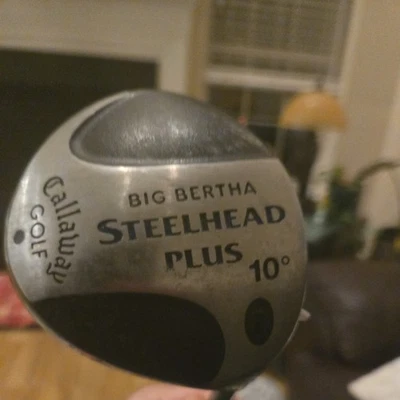 BIG BERTHA
STEELHEAD
PLUS
10°
Callaway
GOLF